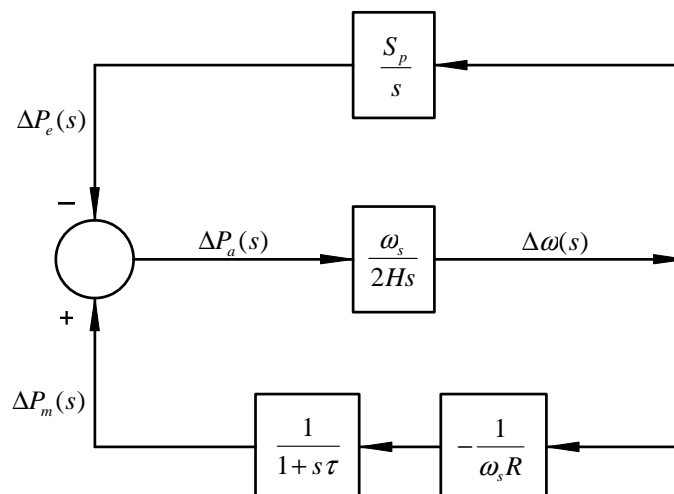 S_p
s
ΔP_e(s)
−
ΔP_a(s)
ω_s
2Hs
Δω(s)
+
ΔP_m(s)
1
1+sτ
−1
ω_sR